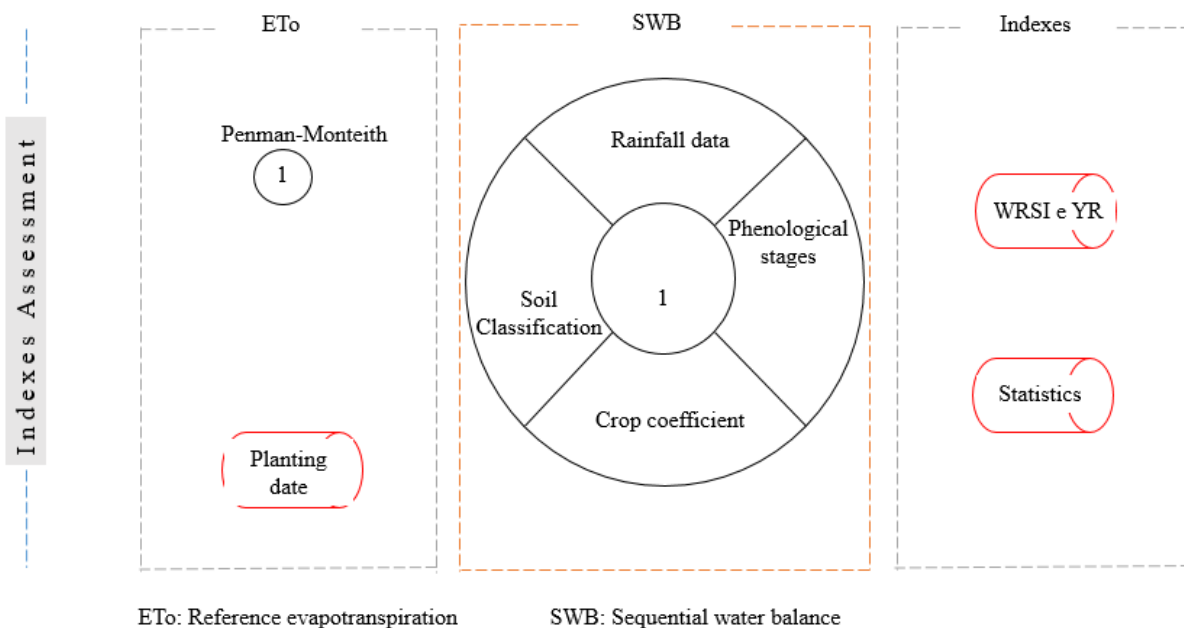 ETo
SWB
Indexes
Indexes Assessment
Penman-Monteith
1
Planting
date
Rainfall data
Phenological
stages
1
Soil
Classification
Crop coefficient
WRSI e YR
Statistics
ETo: Reference evapotranspiration
SWB: Sequential water balance